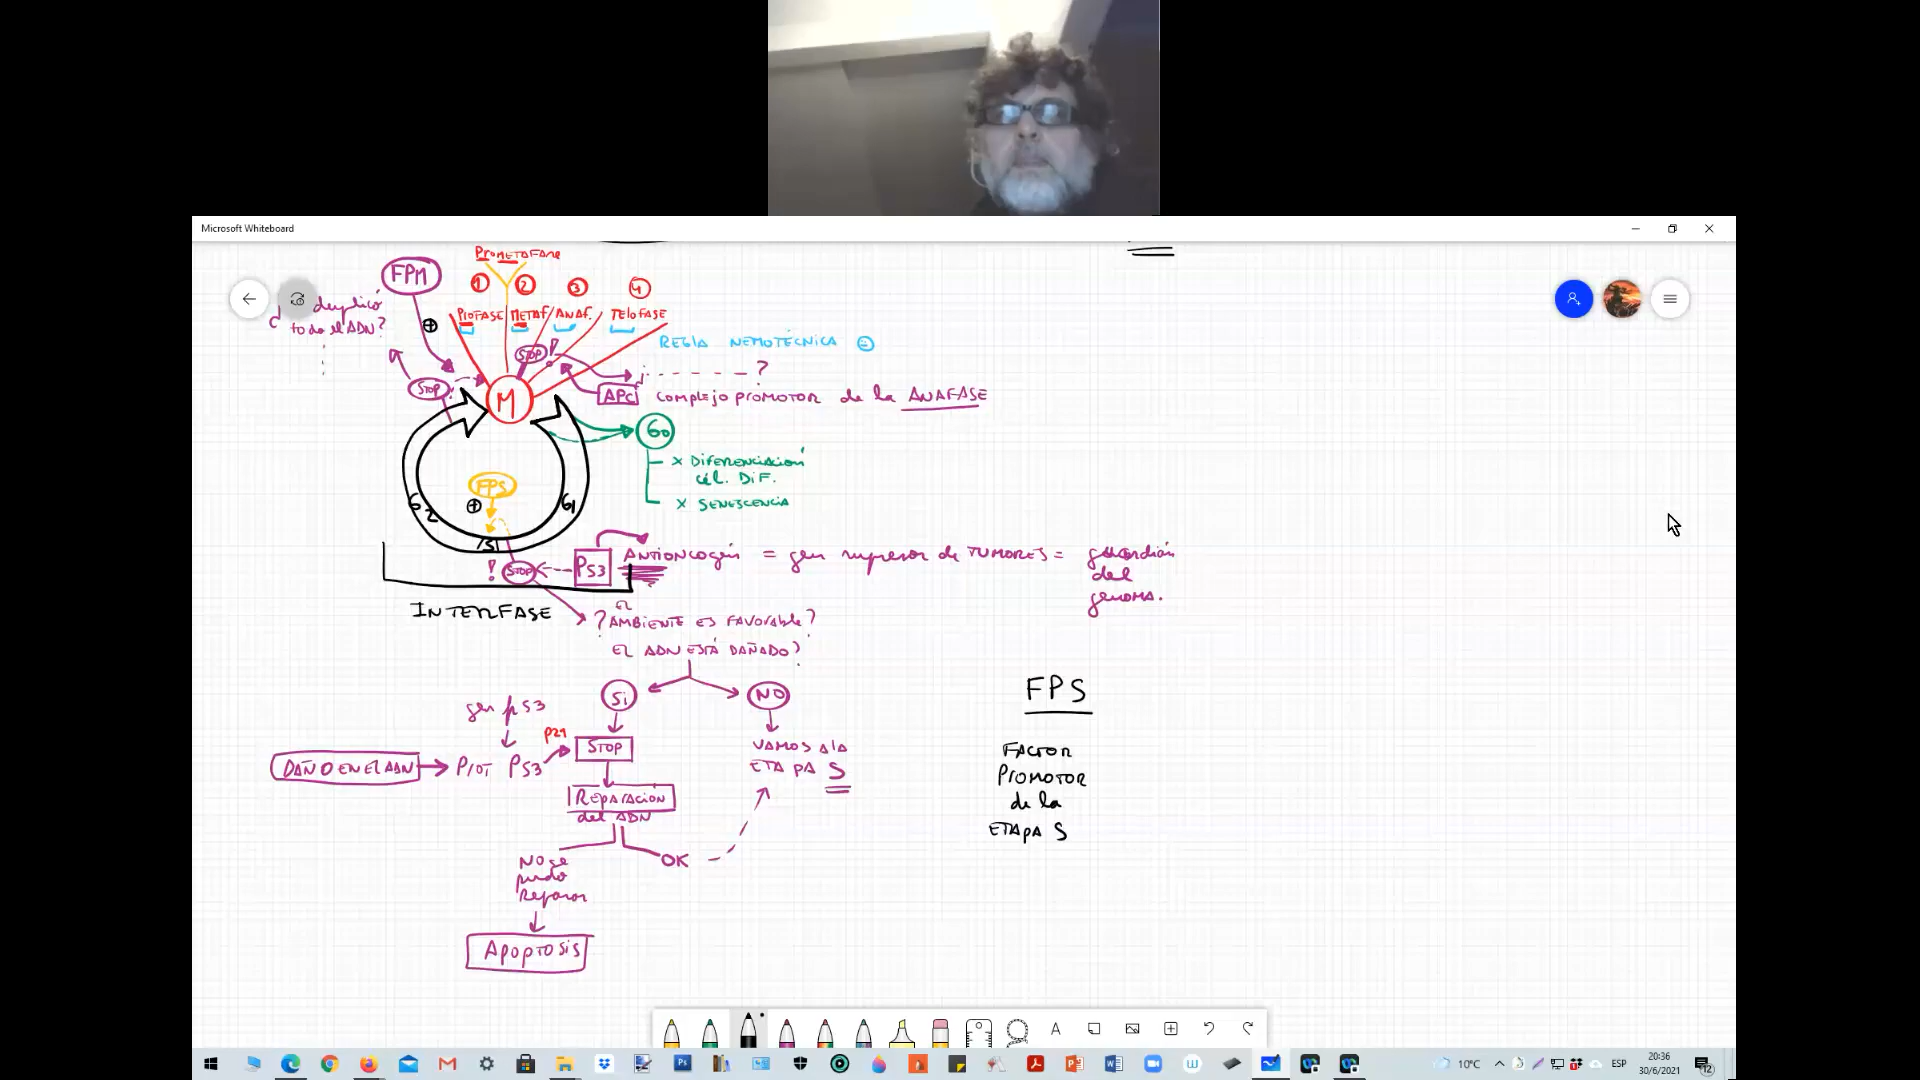 Microsoft Whiteboard
PROMETAFASE
FPM
1 2 3 4
duplicó
todo el ADN?
PROFASE METAF. ANAF. TELOFASE
STOP !
REGLA NEMOTÉCNICA
?
STOP
M
APC COMPLEJO PROMOTOR de la ANAFASE
G0
x DIFERENCIACIÓN
cél. DIF.
x SENESCENCIA
FPS
G2
G1
S
! STOP
P53
ANTIONCOGEN = gen supresor de TUMORES = guardián
del
genoma.
INTERFASE
EL
?AMBIENTE ES FAVORABLE?
EL ADN ESTÁ DAÑADO?
Si
NO
FPS
gen p53
p21
STOP
VAMOS A la
ETAPA S
DAÑO EN EL ADN
PROT P53
FACTOR
PROMOTOR
de la
ETAPA S
REPARACIÓN
del ADN
OK
NO se
pudo
Reparar
APOPTOSIS
10°C
ESP
20:36
30/6/2021
12